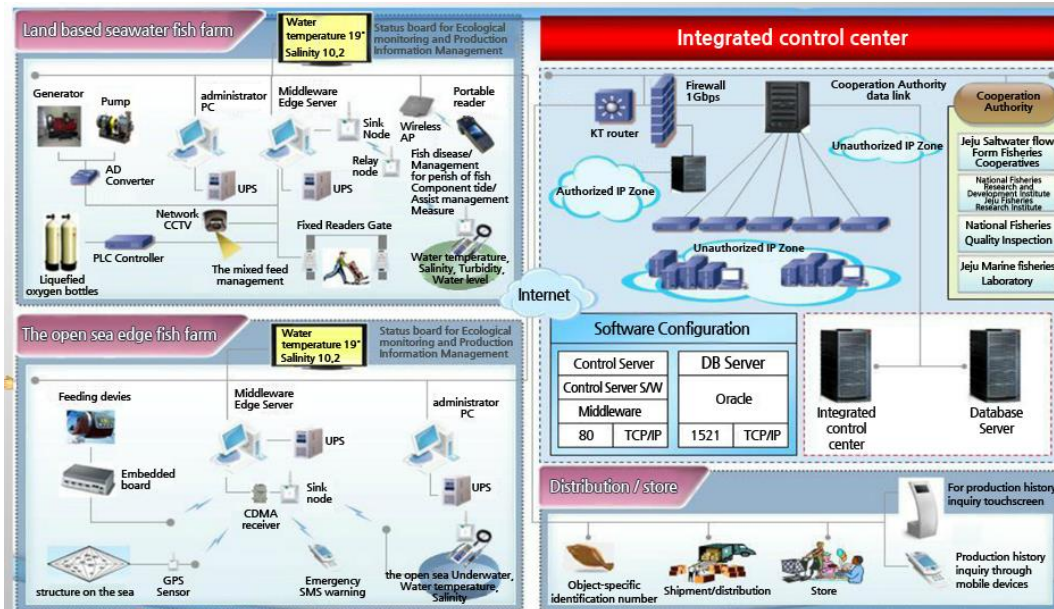 Land based seawater fish farm
Water
temperature 19°
Salinity 10,2
Status board for Ecological
monitoring and Production
Information Management
Generator
Pump
administrator
PC
Middleware
Edge Server
Sink
Node
Wireless
AP
Portable
reader
AD
Converter
UPS
UPS
Relay
node
Fish disease/
Management
for perish of fish
Component tide/
Assist management
Measure
Network
CCTV
Fixed Readers Gate
PLC Controller
The mixed feed
management
Liquefied
oxygen bottles
Water temperature,
Salinity, Turbidity,
Water level
Internet
The open sea edge fish farm
Water
temperature 19°
Salinity 10,2
Status board for Ecological
monitoring and Production
Information Management
Feeding devies
Middleware
Edge Server
administrator
PC
UPS
Embedded
board
Sink
node
CDMA
receiver
UPS
structure on the sea
GPS
Sensor
Emergency
SMS warning
the open sea Underwater,
Water temperature,
Salinity
Integrated control center
KT router
Firewall
1Gbps
Cooperation Authority
data link
Cooperation
Authority
Unauthorized IP Zone
Authorized IP Zone
Jeju Saltwater flow
Form Fisheries
Cooperatives
National Fisheries
Research and
Development Institute
Jeju Fisheries
Research Institute
National Fisheries
Quality Inspection
Jeju Marine fisheries
Laboratory
Unauthorized IP Zone
Software Configuration
Control Server
Control Server S/W
Middleware
80
TCP/IP
DB Server
Oracle
1521
TCP/IP
Integrated
control
center
Database
Server
Distribution / store
For production history
inquiry touchscreen
Object-specific
identification number
Shipment/distribution
Store
Production history
inquiry through
mobile devices